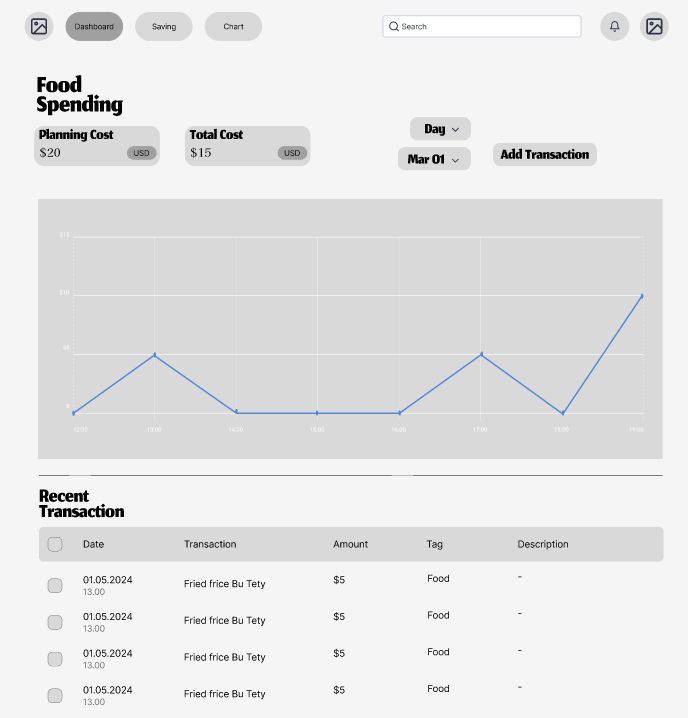 Dashboard
Saving
Chart
Search
Food
Spending
Planning Cost
$20
USD
Total Cost
$15
USD
Day
Mar 01
Add Transaction
$10
$5
12:00
13:00
14:00
15:00
16:00
17:00
18:00
19:00
Recent
Transaction
Date
Transaction
Amount
Tag
Description
01.05.2024
13.00
Fried frice Bu Tety
$5
Food
-
01.05.2024
13.00
Fried frice Bu Tety
$5
Food
-
01.05.2024
13.00
Fried frice Bu Tety
$5
Food
-
01.05.2024
13.00
Fried frice Bu Tety
$5
Food
-